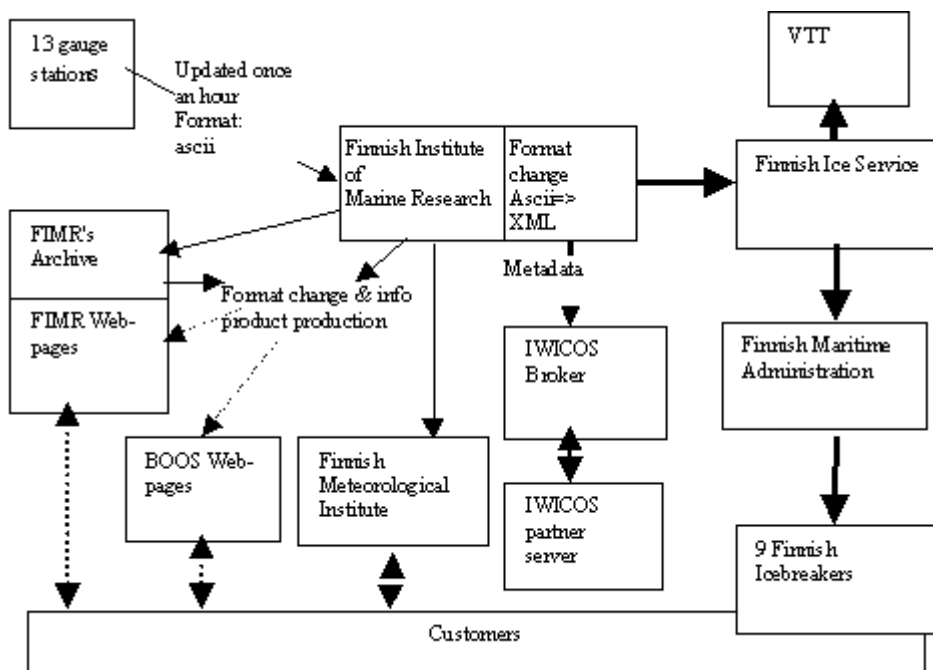 13 gauge
stations
Updated once
an hour
Format:
ascii
VTT
Finnish Institute
of
Marine Research
Format
change
Ascii=>
XML
Finnish Ice Service
FIMR's
Archive
Metadata
Format change & info
product production
FIMR Web-
pages
IWICOS
Broker
Finnish Maritime
Administration
BOOS Web-
pages
Finnish
Meteorological
Institute
IWICOS
partner
server
9 Finnish
Icebreakers
Customers